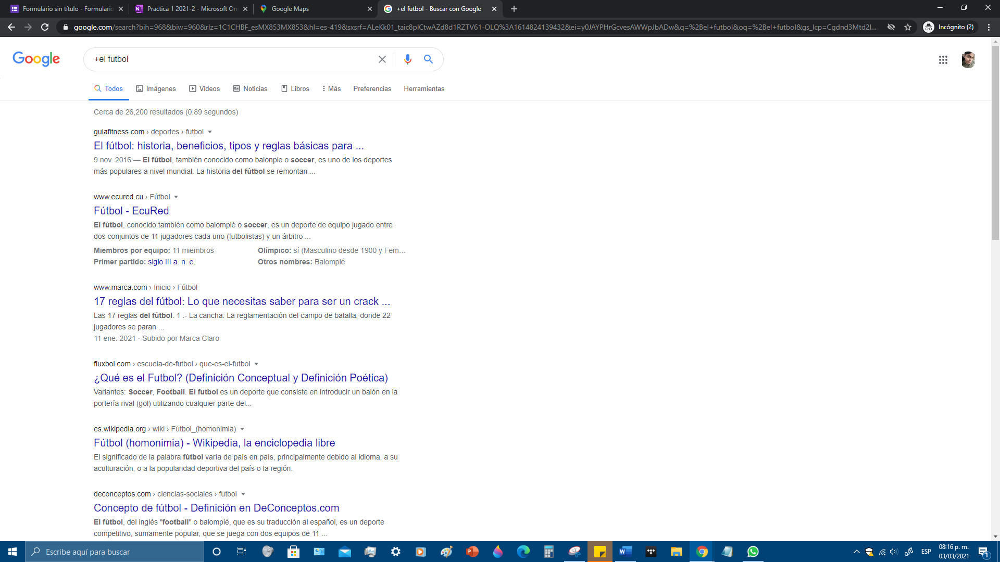 Formulario sin título - Formulario
Practica 1 2021-2 - Microsoft On
Google Maps
+el futbol - Buscar con Google
google.com/search?bih=968&biw=960&rlz=1C1CHBF_esMX853MX853&hl=es-419&sxsrf=ALeKk01_taic8plCtwAZd8d1RZTV61-OLQ%3A1614824139432&ei=y0JAYPHrGcvesAWWpJbADw&q=%2Bel+futbol&oq=%2Bel+futbol&gs_lcp=Cgdnd3Mtd2l...
Incógnito (2)
Google
+el futbol
Todos Imágenes Videos Noticias Libros Más Preferencias Herramientas
Cerca de 26,200 resultados (0.89 segundos)
guiafitness.com › deportes › futbol
El fútbol: historia, beneficios, tipos y reglas básicas para ...
9 nov. 2016 — El fútbol, también conocido como balonpie o soccer, es uno de los deportes
más populares a nivel mundial. La historia del fútbol se remontan ...
www.ecured.cu › Fútbol
Fútbol - EcuRed
El fútbol, conocido también como balompié o soccer, es un deporte de equipo jugado entre
dos conjuntos de 11 jugadores cada uno (futbolistas) y un árbitro ...
Miembros por equipo: 11 miembros Olímpico: sí (Masculino desde 1900 y Fem…
Primer partido: siglo III a. n. e. Otros nombres: Balompié
www.marca.com › Inicio › Fútbol
17 reglas del fútbol: Lo que necesitas saber para ser un crack ...
Las 17 reglas del fútbol. 1 .- La cancha: La reglamentación del campo de batalla, donde 22
jugadores se paran ...
11 ene. 2021 · Subido por Marca Claro
fluxbol.com › escuela-de-futbol › que-es-el-futbol
¿Qué es el Futbol? (Definición Conceptual y Definición Poética)
Variantes: Soccer, Football. El futbol es un deporte que consiste en introducir un balón en la
portería rival (gol) utilizando cualquier parte del...
es.wikipedia.org › wiki › Fútbol_(homonimia)
Fútbol (homonimia) - Wikipedia, la enciclopedia libre
El significado de la palabra fútbol varía de país en país, principalmente debido al idioma, a su
aculturación, o a la popularidad deportiva del país o la región.
deconceptos.com › ciencias-sociales › futbol
Concepto de fútbol - Definición en DeConceptos.com
El fútbol, del inglés "football" o balompié, que es su traducción al español, es un deporte
competitivo, sumamente popular, que se juega con dos equipos de 11 ...
Escribe aquí para buscar
ESP
08:16 p. m.
03/03/2021
1